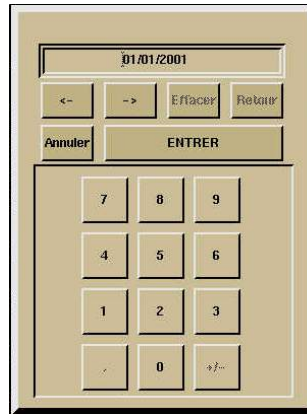 01/01/2001
<- -> Effacer Retour
Annuler ENTRER
7 8 9
4 5 6
1 2 3
, 0 +/-